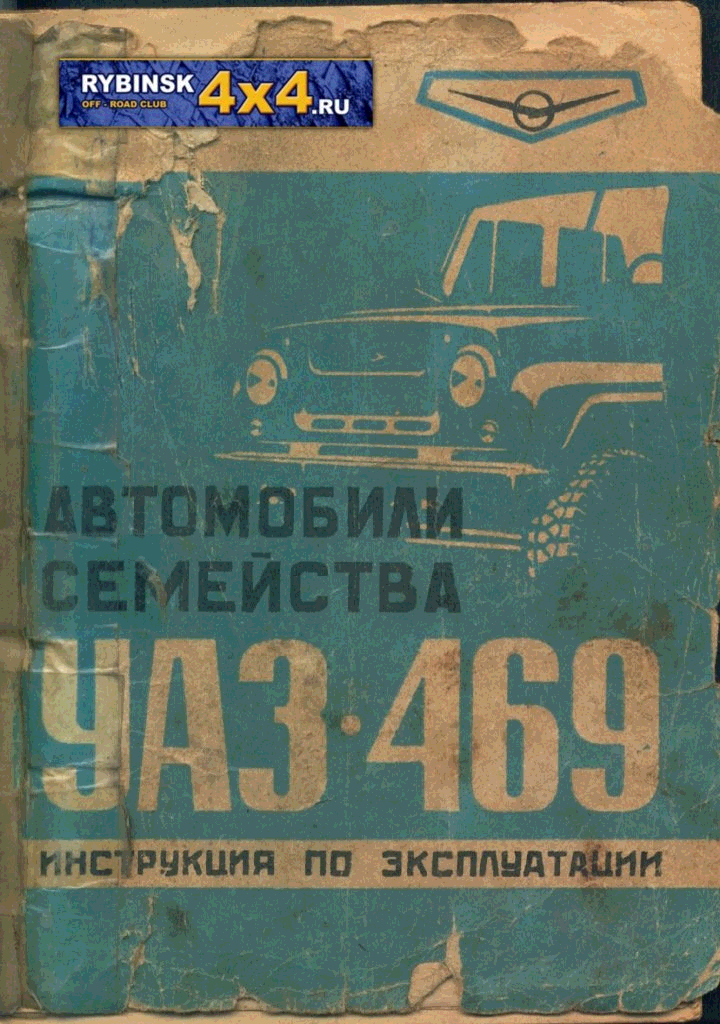 RYBINSK 4x4.RU
OFF - ROAD CLUB
АВТОМОБИЛИ
СЕМЕЙСТВА
УАЗ·469
ИНСТРУКЦИЯ ПО ЭКСПЛУАТАЦИИ